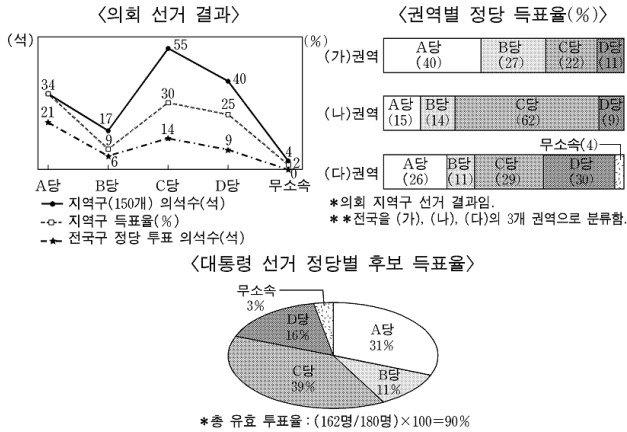 〈의회 선거 결과〉
(석)
(%)
55
34
40
30
25
21
17
14
9
9
6
4
2
0
A당 B당 C당 D당 무소속
지역구(150개) 의석수(석)
지역구 득표율(%)
전국구 정당 투표 의석수(석)
〈권역별 정당 득표율(%)〉
(가)권역 A당 (40) B당 (27) C당 (22) D당 (11)
(나)권역 A당 (15) B당 (14) C당 (62) D당 (9)
무소속(4)
(다)권역 A당 (26) B당 (11) C당 (29) D당 (30)
*의회 지역구 선거 결과임.
**전국을 (가), (나), (다)의 3개 권역으로 분류함.
〈대통령 선거 정당별 후보 득표율〉
무소속 3%
D당 16%
A당 31%
C당 39%
B당 11%
*총 유효 투표율 : (162명/180명)×100=90%